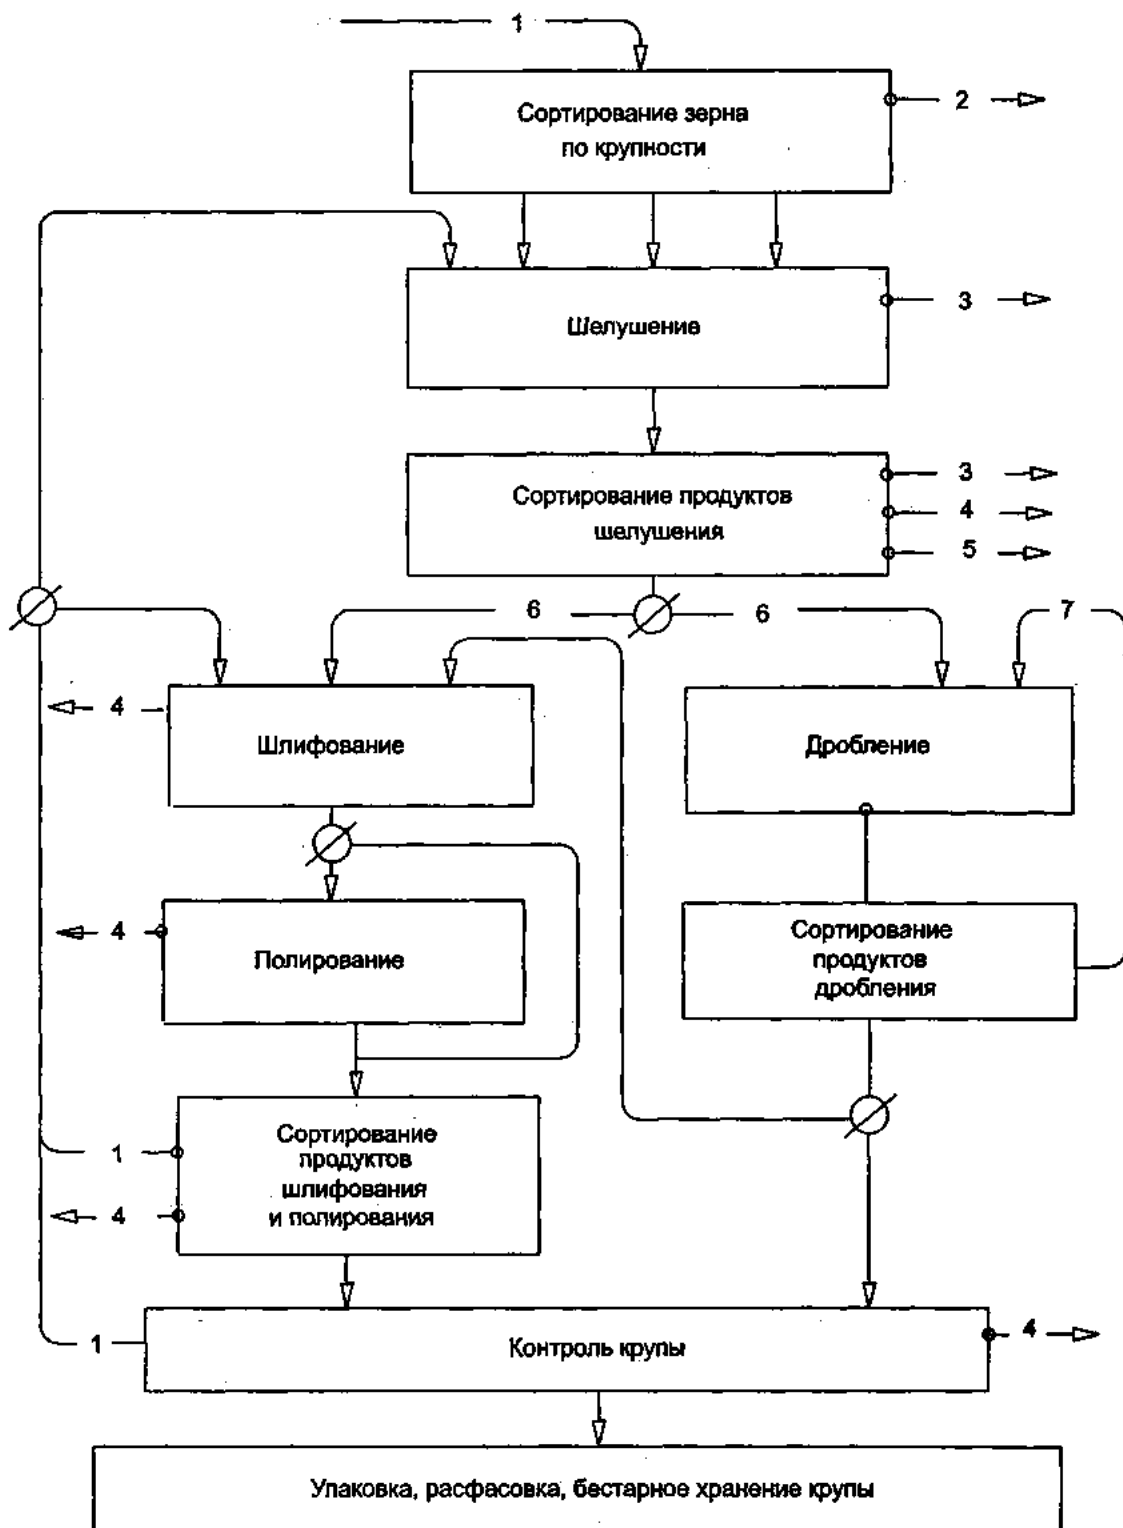 1
Сортирование зерна
по крупности
2
Шелушение
3
Сортирование продуктов
шелушения
3
4
5
6
6
7
4
Шлифование
Дробление
4
Полирование
Сортирование
продуктов
дробления
1
4
Сортирование
продуктов
шлифования
и полирования
1
Контроль крупы
4
Упаковка, расфасовка, бестарное хранение крупы